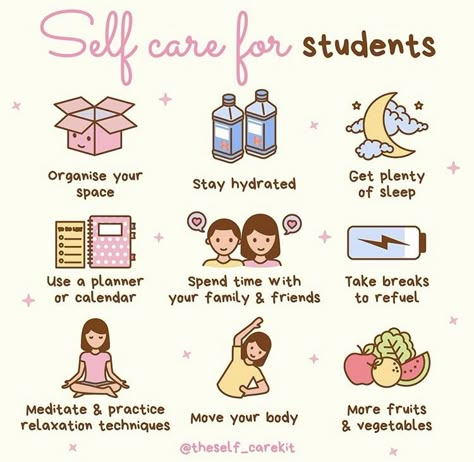 Self care for students
Organise your
space
Stay hydrated
Get plenty
of sleep
TO DO LIST
Use a planner
or calendar
Spend time with
your family & friends
Take breaks
to refuel
Meditate & practice
relaxation techniques
Move your body
More fruits
& vegetables
@theself_carekit